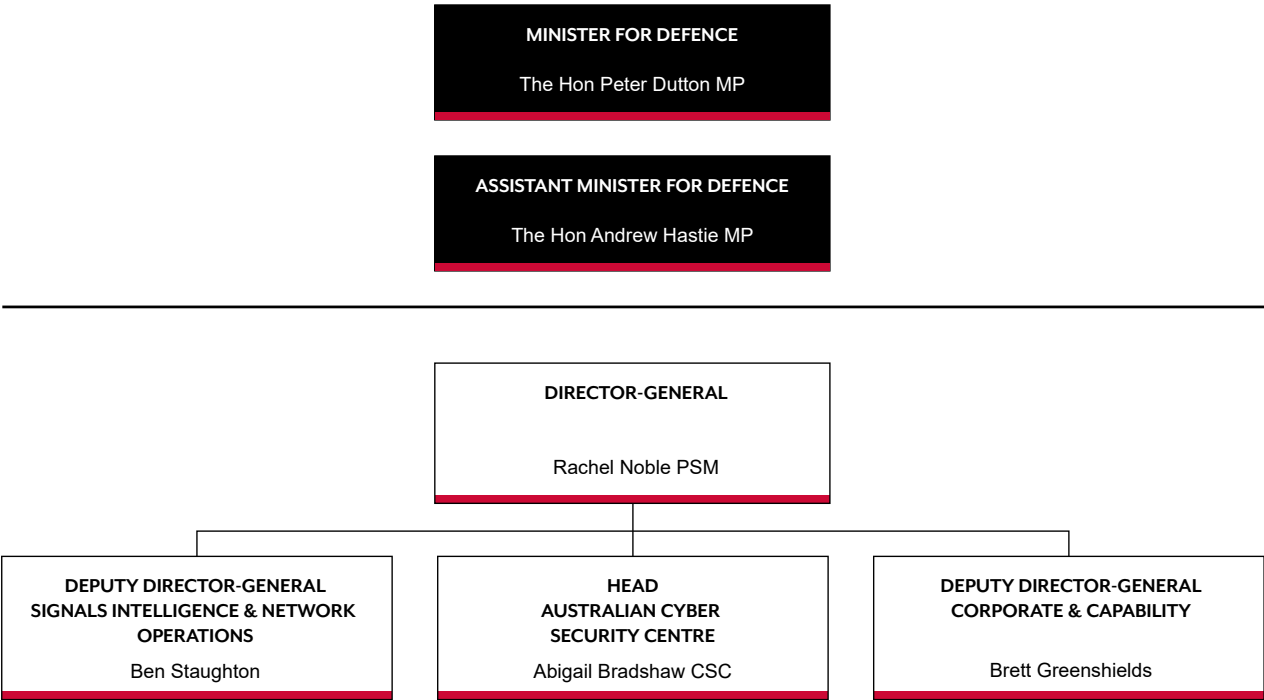 MINISTER FOR DEFENCE
The Hon Peter Dutton MP
ASSISTANT MINISTER FOR DEFENCE
The Hon Andrew Hastie MP
DIRECTOR-GENERAL
Rachel Noble PSM
DEPUTY DIRECTOR-GENERAL
SIGNALS INTELLIGENCE & NETWORK
OPERATIONS
Ben Staughton
HEAD
AUSTRALIAN CYBER
SECURITY CENTRE
Abigail Bradshaw CSC
DEPUTY DIRECTOR-GENERAL
CORPORATE & CAPABILITY
Brett Greenshields